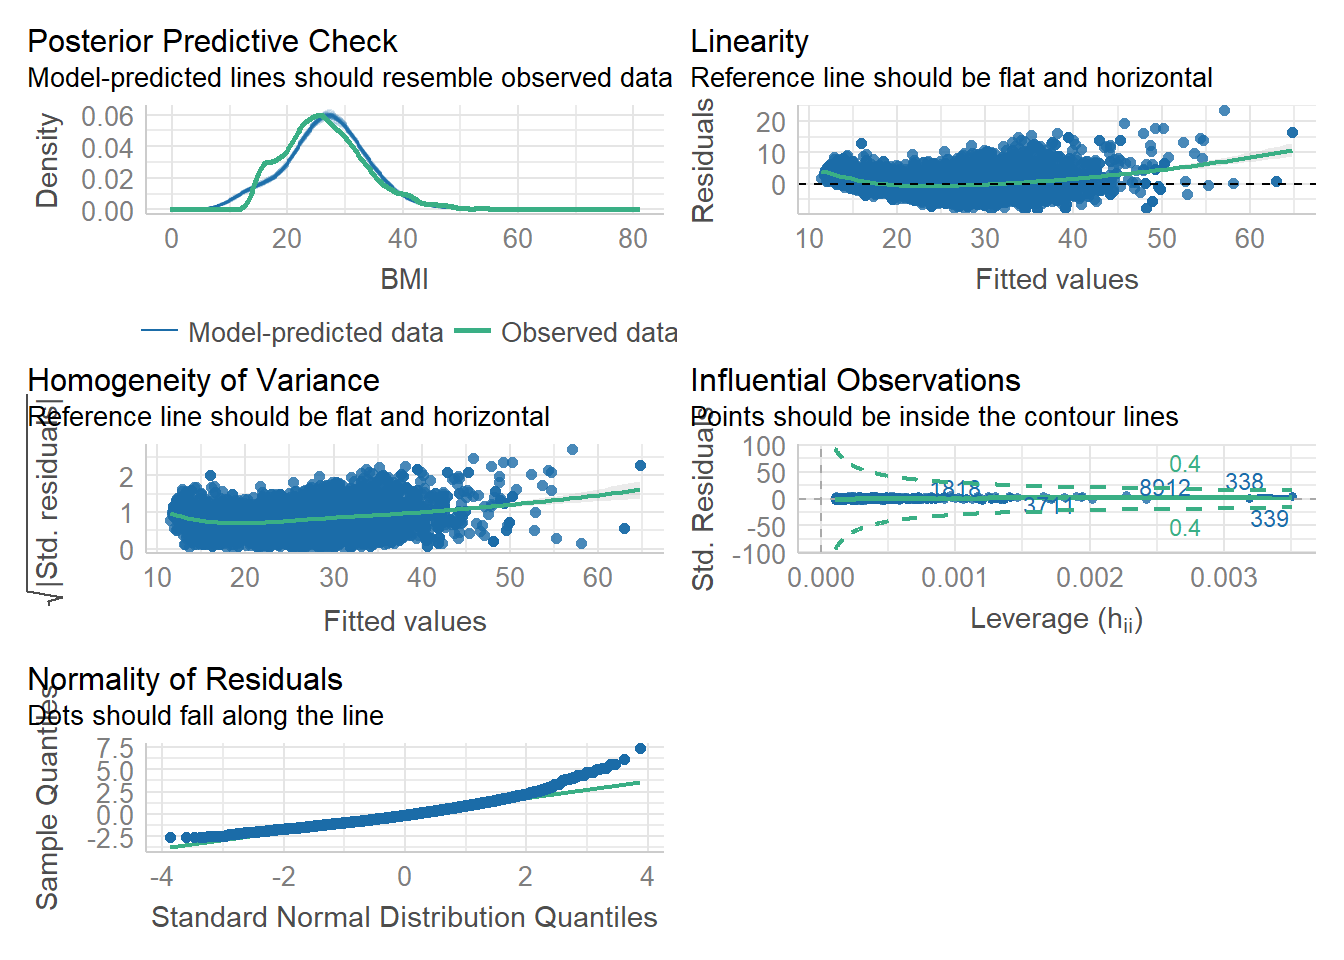 Posterior Predictive Check
Model-predicted lines should resemble observed data
Density
0.06
0.04
0.02
0.00
0 20 40 60 80
BMI
Model-predicted data Observed data
Linearity
Reference line should be flat and horizontal
Residuals
20
10
0
10 20 30 40 50 60
Fitted values
Homogeneity of Variance
Reference line should be flat and horizontal
√|Std. residuals|
2
1
0
10 20 30 40 50 60
Fitted values
Influential Observations
Points should be inside the contour lines
Std. Residuals
100
50
0
-50
-100
0.4
1818 8912 338
3711
339
0.4
0.000 0.001 0.002 0.003
Leverage (hii)
Normality of Residuals
Dots should fall along the line
Sample Quantiles
7.5
5.0
2.5
0.0
-2.5
-4 -2 0 2 4
Standard Normal Distribution Quantiles